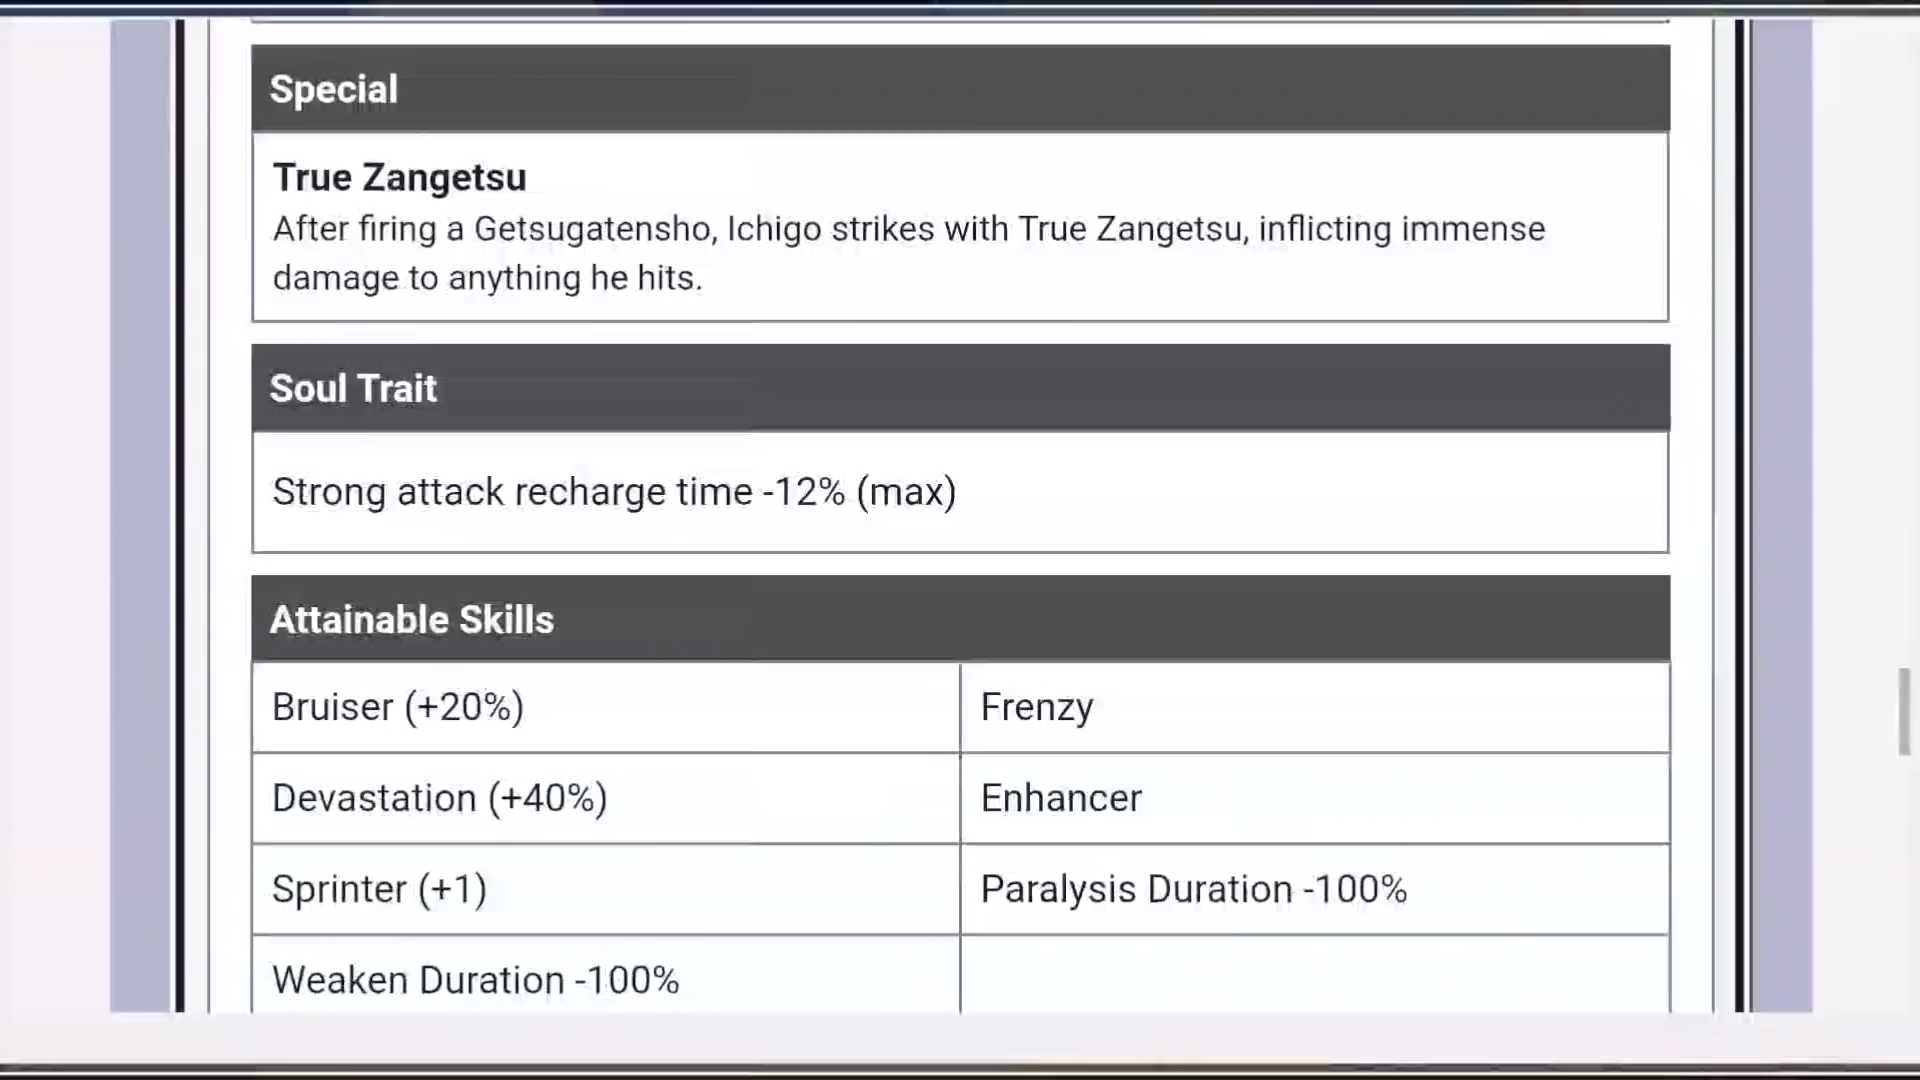 Special
True Zangetsu
After firing a Getsugatensho, Ichigo strikes with True Zangetsu, inflicting immense
damage to anything he hits.
Soul Trait
Strong attack recharge time -12% (max)
Attainable Skills
Bruiser (+20%)
Frenzy
Devastation (+40%)
Enhancer
Sprinter (+1)
Paralysis Duration -100%
Weaken Duration -100%